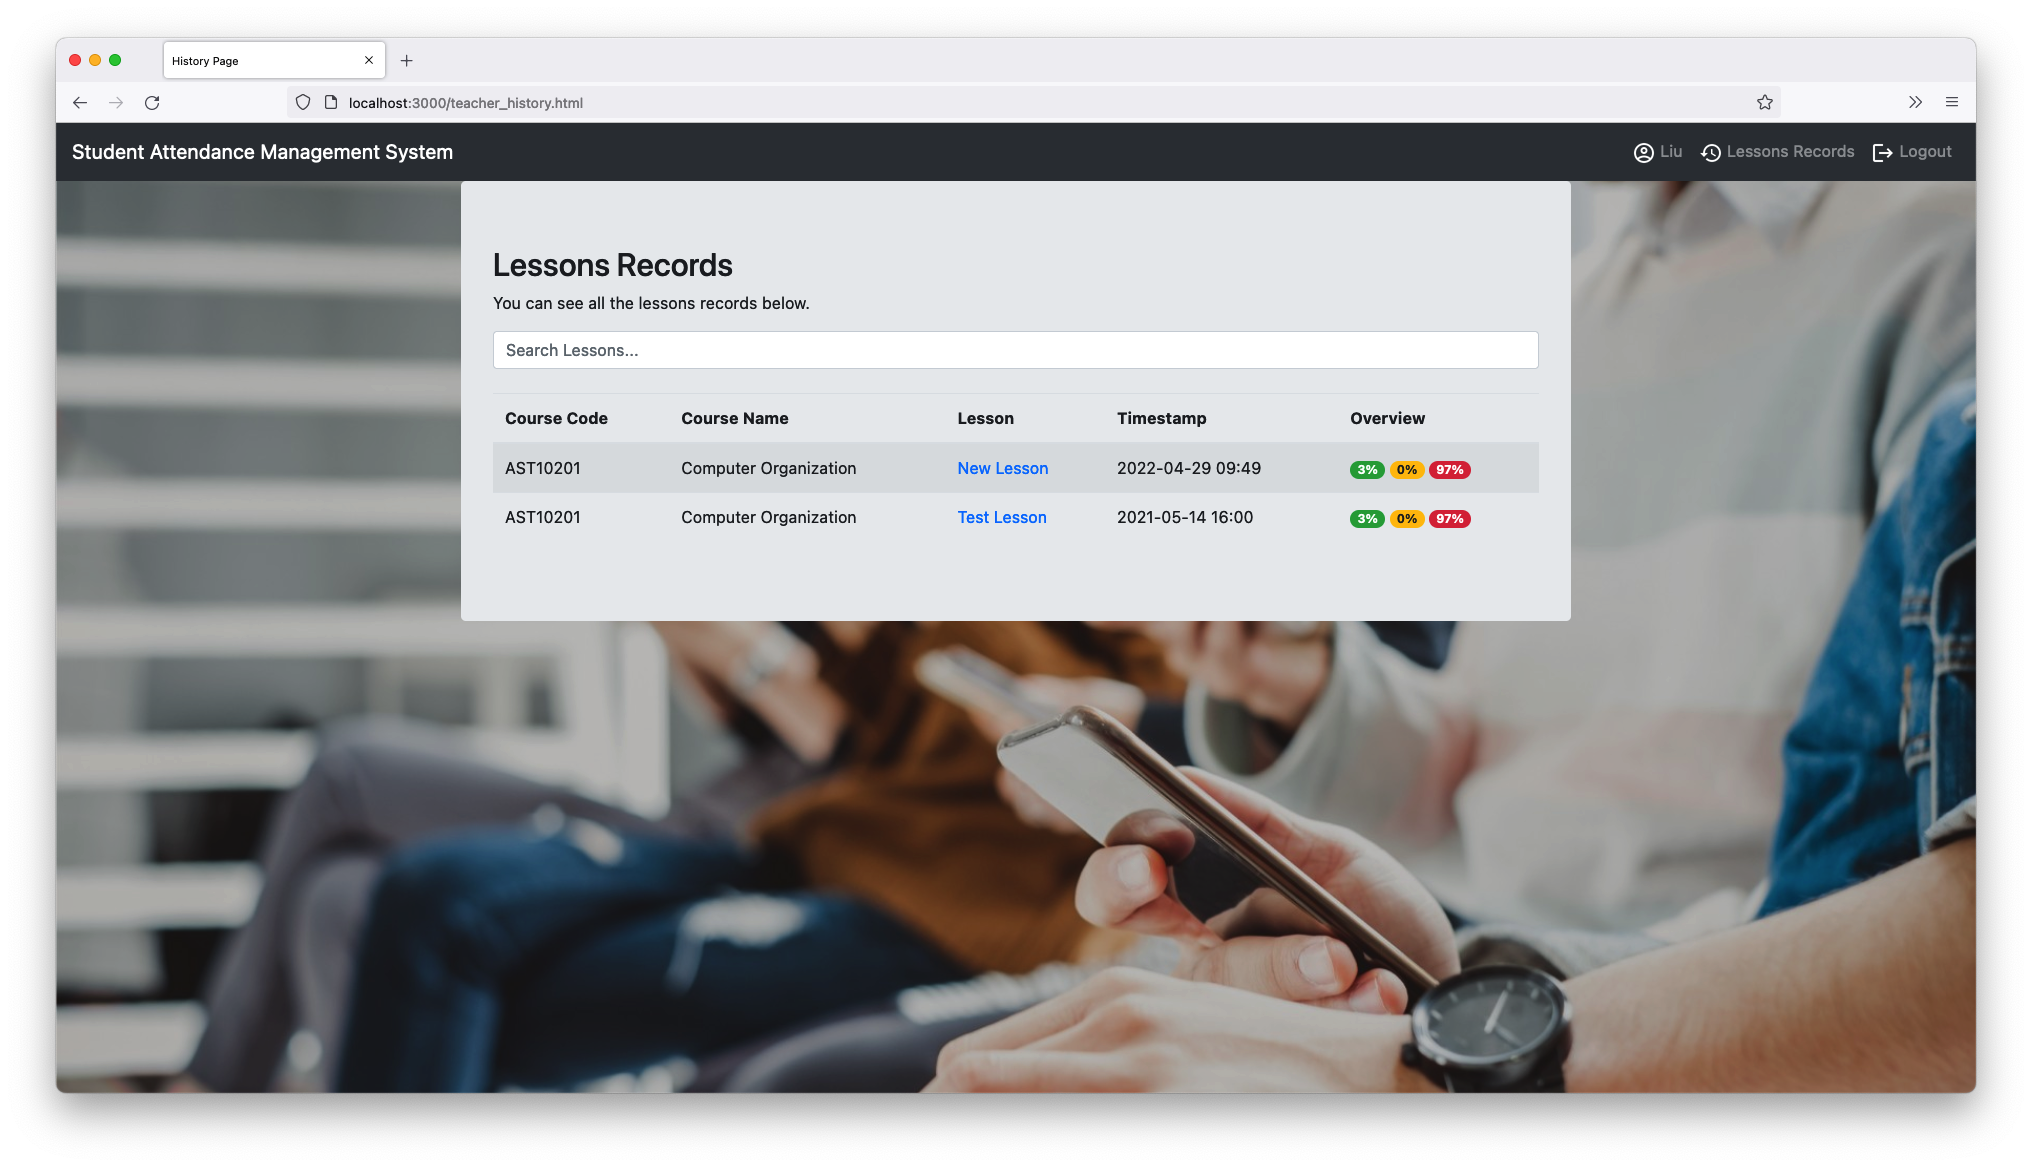 History Page
localhost:3000/teacher_history.html
Student Attendance Management System Liu Lessons Records Logout
Lessons Records
You can see all the lessons records below.
Search Lessons...
Course Code Course Name Lesson Timestamp Overview
AST10201 Computer Organization New Lesson 2022-04-29 09:49 3% 0% 97%
AST10201 Computer Organization Test Lesson 2021-05-14 16:00 3% 0% 97%